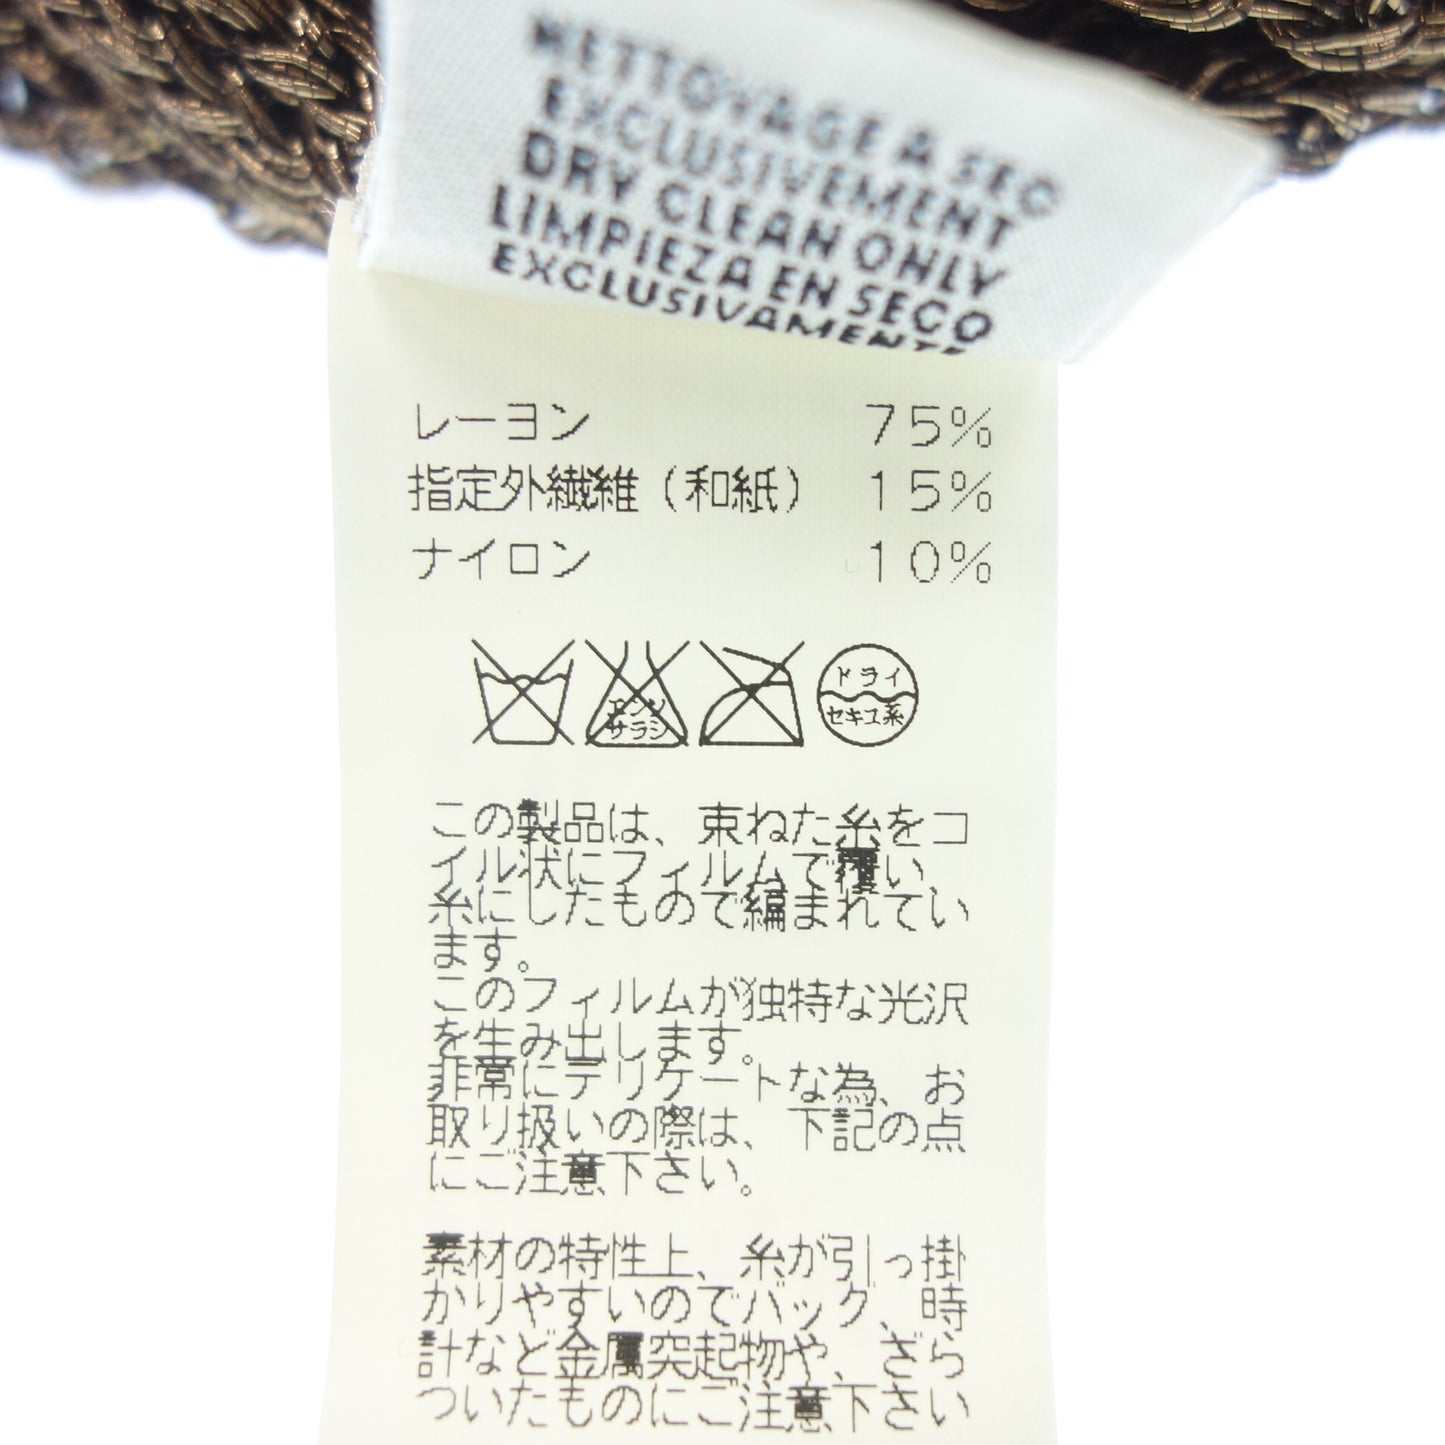 NETTOYAGE A SEC
EXCLUSIVEMENT
DRY CLEAN ONLY
LIMPIEZA EN SECO
EXCLUSIVAMENTE
レーヨン 75%
指定外繊維(和紙) 15%
ナイロン 10%
エンソ
サラシ
ドライ
セキユ系
この製品は、束ねた糸をコ
イル状にフィルムで覆い
糸にしたもので編まれてい
ます。
このフィルムが独特な光沢
を生み出します。
非常にデリケートな為、お
取り扱いの際は、下記の点
にご注意下さい。
素材の特性上、糸が引っ掛
かりやすいのでバッグ、時
計など金属突起物や、ざら
ついたものにご注意下さい